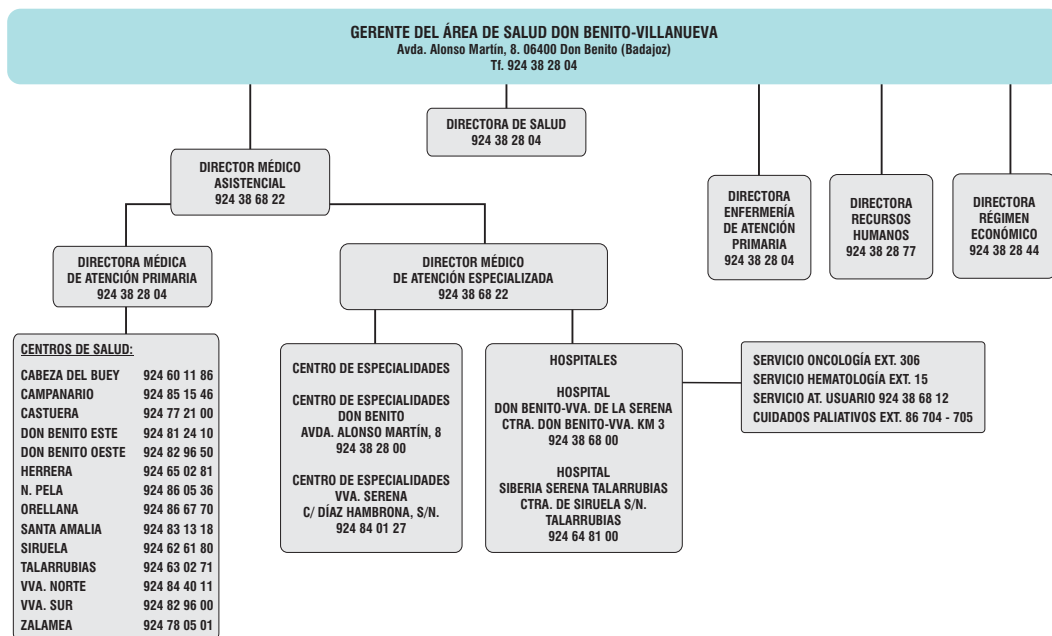 GERENTE DEL ÁREA DE SALUD DON BENITO-VILLANUEVA
Avda. Alonso Martín, 8. 06400 Don Benito (Badajoz)
Tf. 924 38 28 04
DIRECTORA DE SALUD
924 38 28 04
DIRECTOR MÉDICO
ASISTENCIAL
924 38 68 22
DIRECTORA
ENFERMERÍA
DE ATENCIÓN
PRIMARIA
924 38 28 04
DIRECTORA
RECURSOS
HUMANOS
924 38 28 77
DIRECTORA
RÉGIMEN
ECONÓMICO
924 38 28 44
DIRECTORA MÉDICA
DE ATENCIÓN PRIMARIA
924 38 28 04
DIRECTOR MÉDICO
DE ATENCIÓN ESPECIALIZADA
924 38 68 22
CENTROS DE SALUD:
CABEZA DEL BUEY 924 60 11 86
CAMPANARIO 924 85 15 46
CASTUERA 924 77 21 00
DON BENITO ESTE 924 81 24 10
DON BENITO OESTE 924 82 96 50
HERRERA 924 65 02 81
N. PELA 924 86 05 36
ORELLANA 924 86 67 70
SANTA AMALIA 924 83 13 18
SIRUELA 924 62 61 80
TALARRUBIAS 924 63 02 71
VVA. NORTE 924 84 40 11
VVA. SUR 924 82 96 00
ZALAMEA 924 78 05 01
CENTRO DE ESPECIALIDADES
CENTRO DE ESPECIALIDADES
DON BENITO
AVDA. ALONSO MARTÍN, 8
924 38 28 00
CENTRO DE ESPECIALIDADES
VVA. SERENA
C/ DÍAZ HAMBRONA, S/N.
924 84 01 27
HOSPITALES
HOSPITAL
DON BENITO-VVA. DE LA SERENA
CTRA. DON BENITO-VVA. KM 3
924 38 68 00
HOSPITAL
SIBERIA SERENA TALARRUBIAS
CTRA. DE SIRUELA S/N.
TALARRUBIAS
924 64 81 00
SERVICIO ONCOLOGÍA EXT. 306
SERVICIO HEMATOLOGÍA EXT. 15
SERVICIO AT. USUARIO 924 38 68 12
CUIDADOS PALIATIVOS EXT. 86 704 - 705